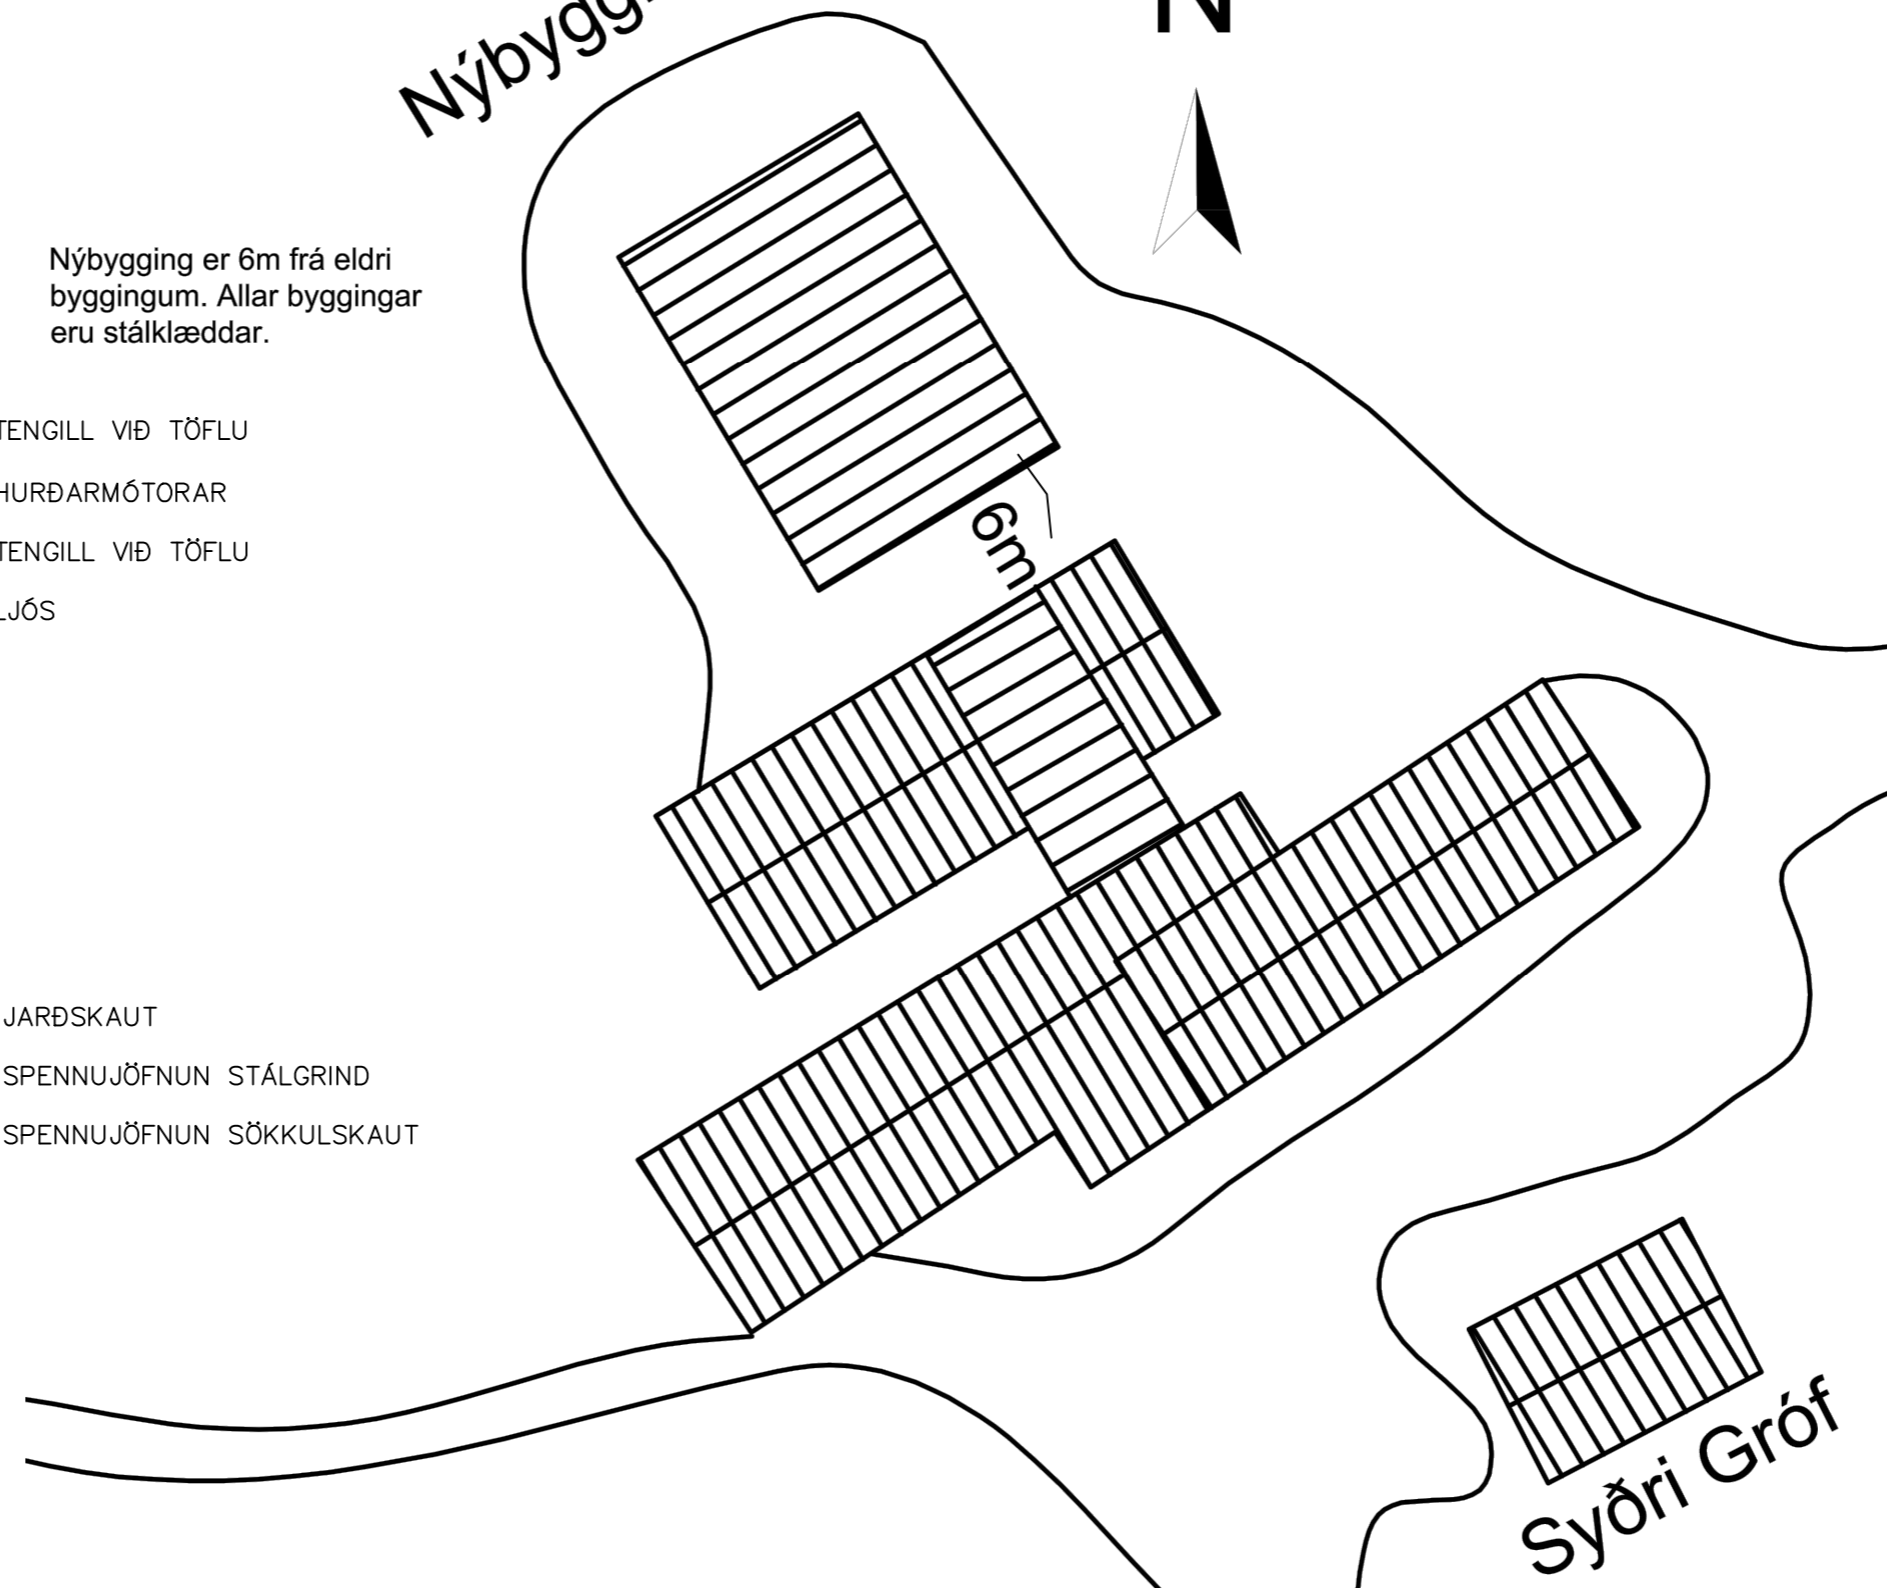 N
Nýbygg
Nýbygging er 6m frá eldri
byggingum. Allar byggingar
eru stálklæddar.
TENGILL VIÐ TÖFLU
HURÐARMÓTORAR
TENGILL VIÐ TÖFLU
LJÓS
6m
JARÐSKAUT
SPENNUJÖFNUN STÁLGRIND
SPENNUJÖFNUN SÖKKULSKAUT
Syðri Gróf